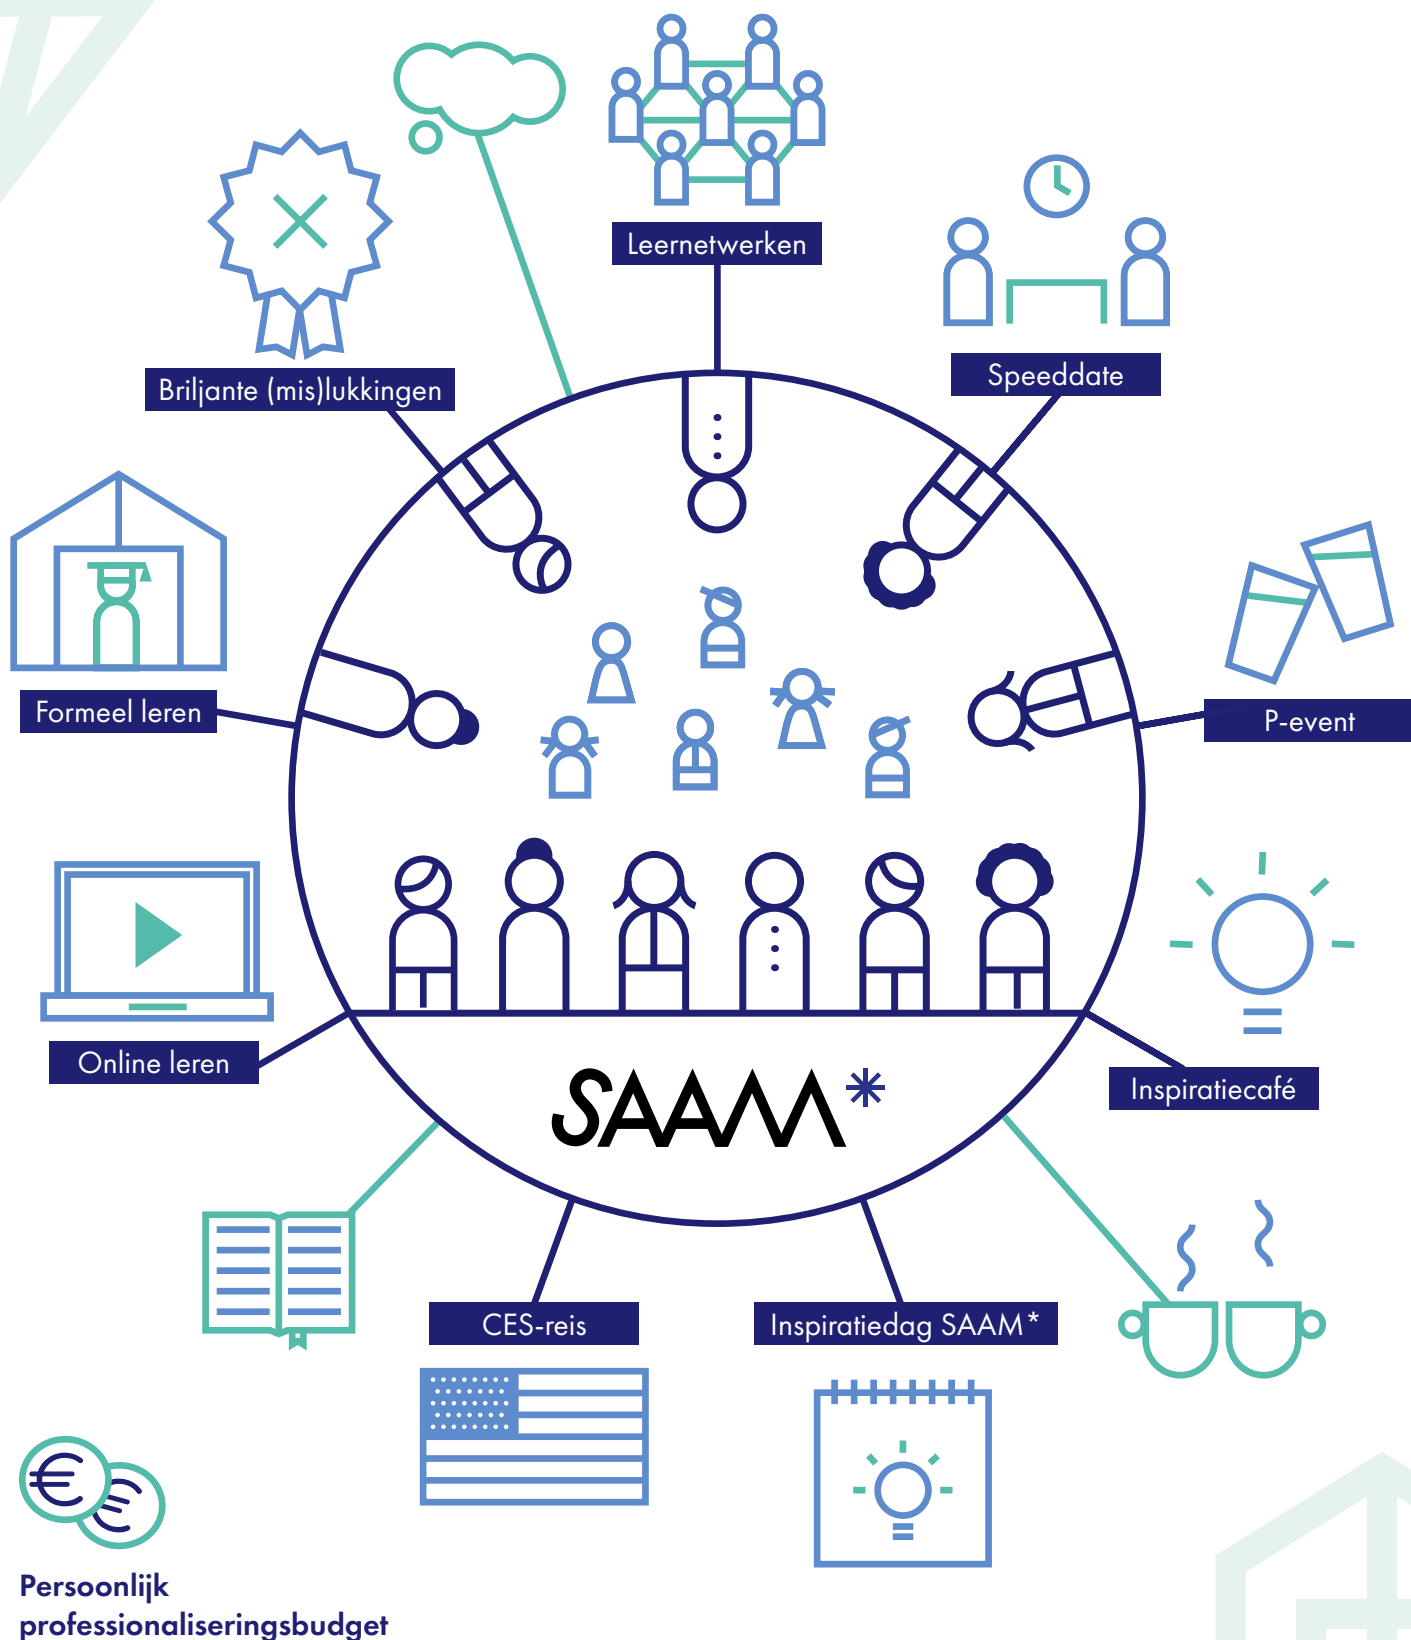 Leernetwerken
Speeddate
Briljante (mis)lukkingen
Formeel leren
P-event
Online leren
Inspiratiecafé
SAAM*
CES-reis
Inspiratiedag SAAM*
€
€
Persoonlijk
professionaliseringsbudget